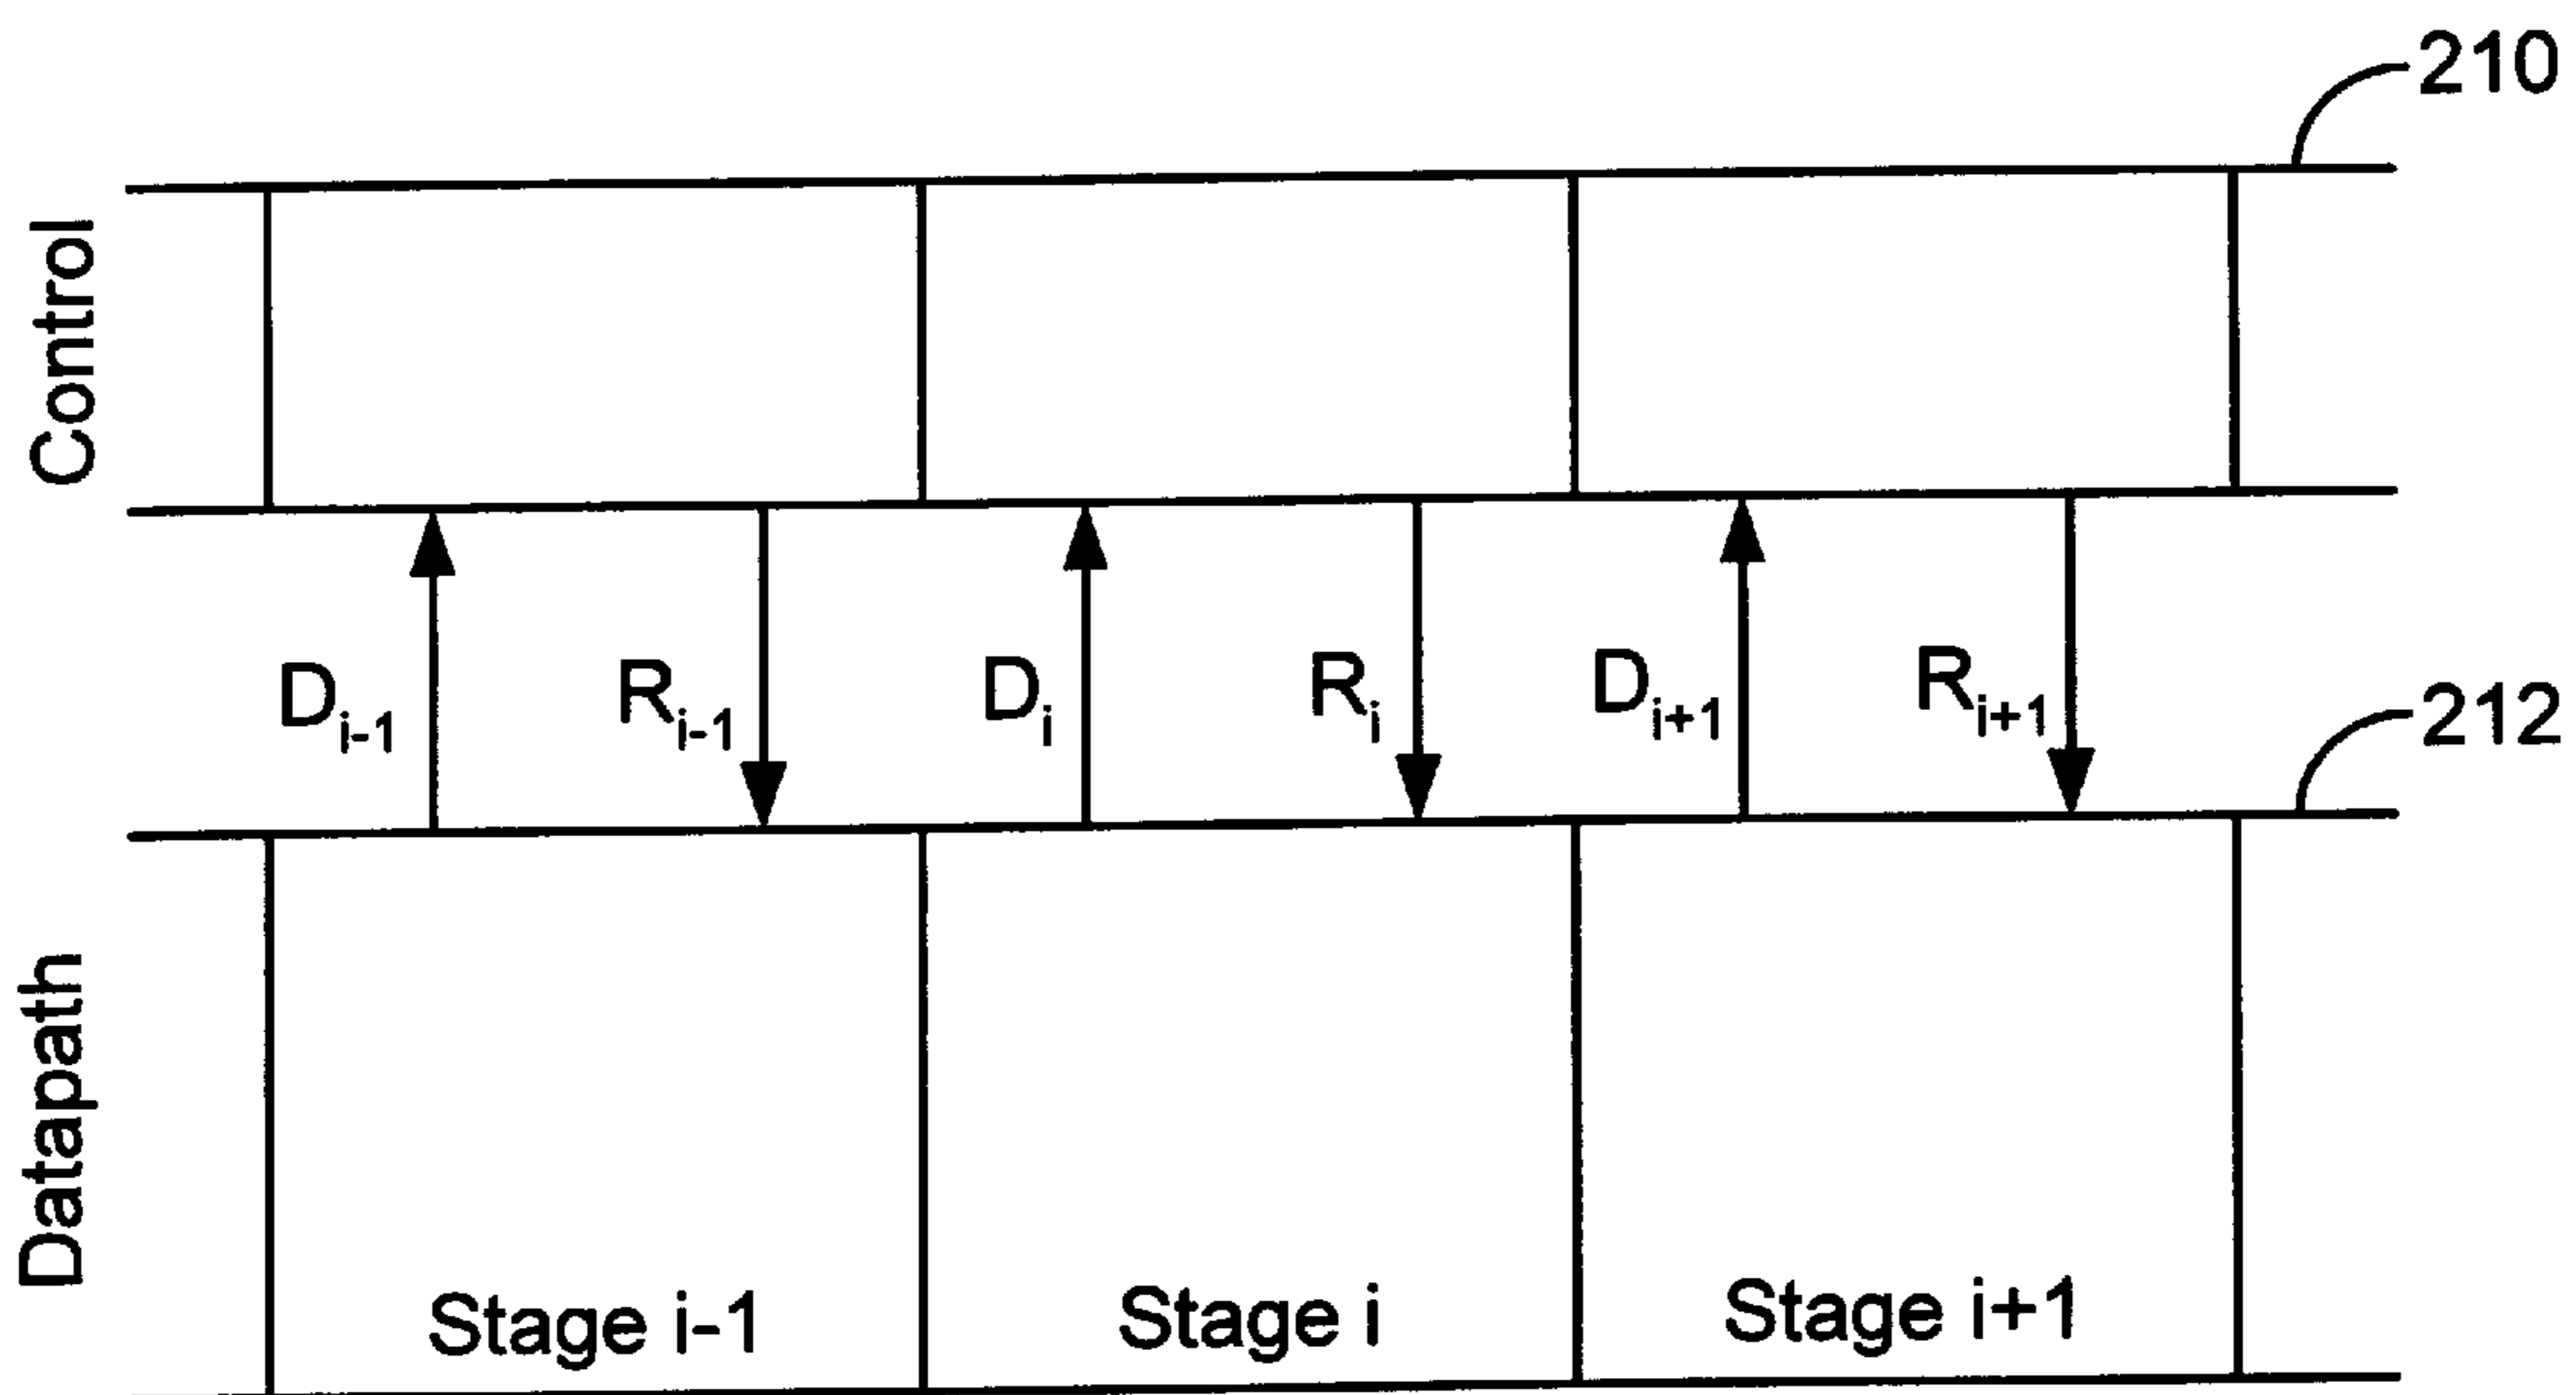 210
Control
D_{i-1} R_{i-1} D_i R_i D_{i+1} R_{i+1}
212
Datapath
Stage i-1 Stage i Stage i+1